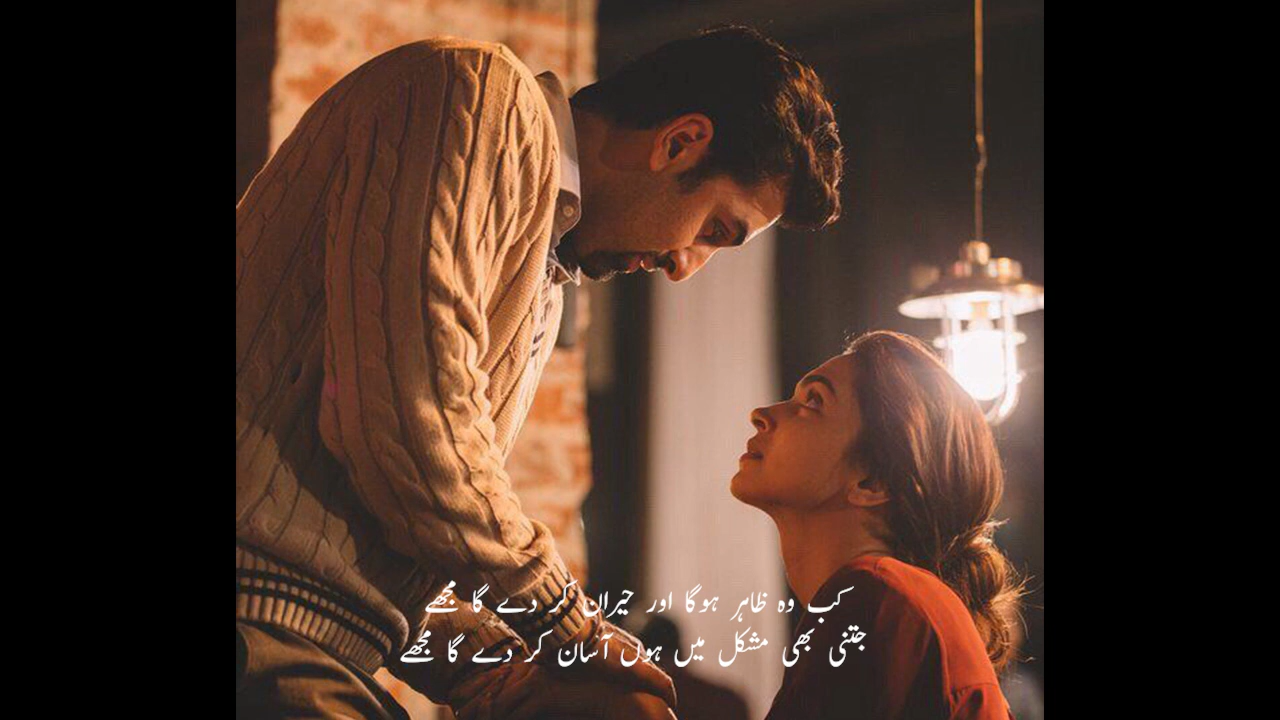 کب وہ ظاہر ہوگا اور حیران کر دے گا مجھے
جتنی بھی مشکل میں ہوں آسان کر دے گا مجھے